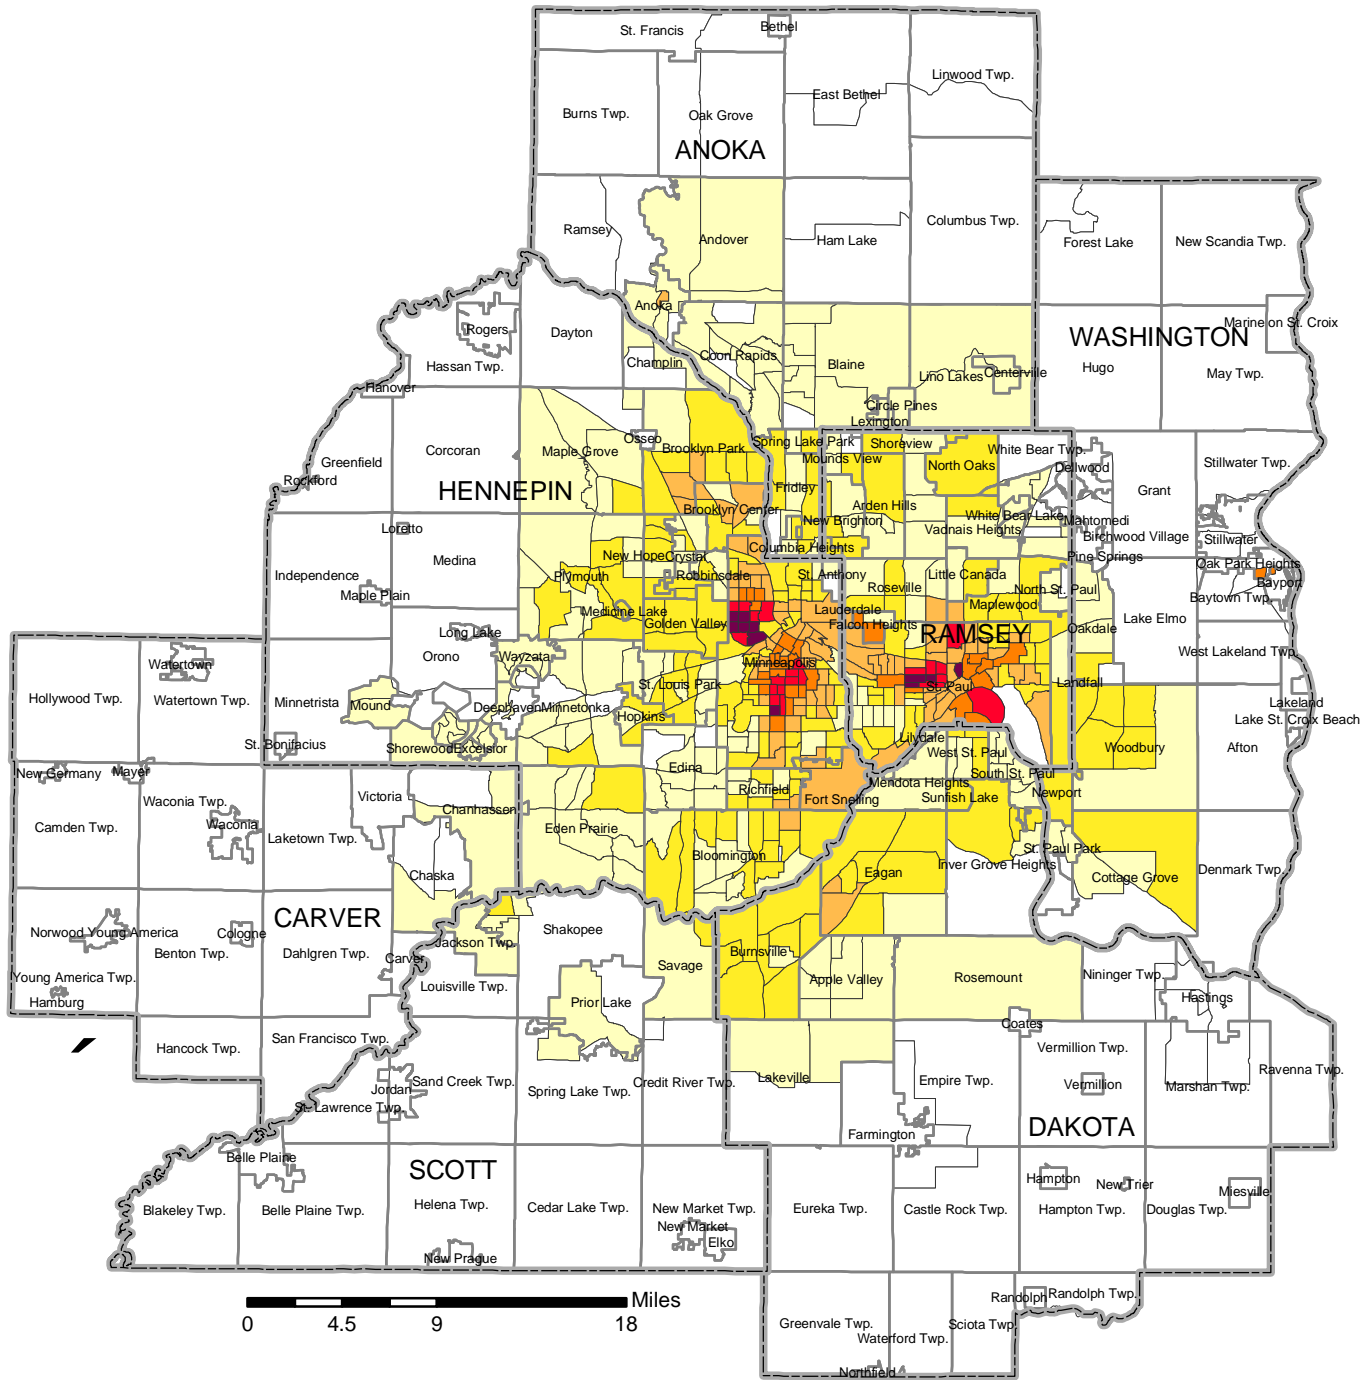 Bethel
St. Francis
Linwood Twp.
East Bethel
Burns Twp.
Oak Grove
ANOKA
Columbus Twp.
Ramsey
Andover
Ham Lake
Forest Lake
New Scandia Twp.
Anoka
Rogers
Dayton
Marine on St. Croix
WASHINGTON
Hassan Twp.
Champlin
Coon Rapids
Blaine
Hugo
May Twp.
Lino Lakes
Centerville
Hanover
Circle Pines
Lexington
Osseo
Corcoran
Maple Grove
Brooklyn Park
Spring Lake Park
Shoreview
White Bear Twp.
Mounds View
North Oaks
Dellwood
Greenfield
Stillwater Twp.
Rockford
HENNEPIN
Fridley
Grant
Brooklyn Center
Arden Hills
White Bear Lake
Mahtomedi
New Brighton
Vadnais Heights
Birchwood Village
Stillwater
Loretto
Columbia Heights
Pine Springs
Medina
New Hope
Crystal
Oak Park Heights
Independence
Plymouth
Robbinsdale
St. Anthony
Roseville
Little Canada
Bayport
Maple Plain
North St. Paul
Baytown Twp.
Medicine Lake
Lauderdale
Maplewood
Golden Valley
Falcon Heights
Lake Elmo
Long Lake
RAMSEY
Oakdale
Orono
Wayzata
West Lakeland Twp.
Watertown
Minneapolis
Hollywood Twp.
Watertown Twp.
Minnetrista
Mound
St. Louis Park
St. Paul
Landfall
Deephaven
Minnetonka
Lakeland
Hopkins
Lake St. Croix Beach
St. Bonifacius
Shorewood
Excelsior
Lilydale
West St. Paul
Woodbury
Afton
Edina
New Germany
Mayer
South St. Paul
Mendota Heights
Richfield
Newport
Victoria
Fort Snelling
Sunfish Lake
Waconia Twp.
Chanhassen
Camden Twp.
Waconia
Laketown Twp.
Eden Prairie
St. Paul Park
Bloomington
Inver Grove Heights
Chaska
Eagan
Cottage Grove
Denmark Twp.
CARVER
Norwood Young America
Cologne
Shakopee
Benton Twp.
Dahlgren Twp.
Jackson Twp.
Burnsville
Carver
Savage
Young America Twp.
Louisville Twp.
Apple Valley
Rosemount
Nininger Twp.
Hamburg
Prior Lake
Hastings
Coates
San Francisco Twp.
Hancock Twp.
Vermillion Twp.
Ravenna Twp.
Lakeville
Jordan
Sand Creek Twp.
Spring Lake Twp.
Credit River Twp.
Empire Twp.
Vermillion
Marshan Twp.
St. Lawrence Twp.
DAKOTA
Farmington
Belle Plaine
SCOTT
Hampton
New Trier
Miesville
Blakeley Twp.
Belle Plaine Twp.
Helena Twp.
Cedar Lake Twp.
New Market Twp.
Eureka Twp.
Castle Rock Twp.
Hampton Twp.
Douglas Twp.
New Market
Elko
New Prague
Miles
0 4.5 9 18
Randolph
Randolph Twp.
Greenvale Twp.
Sciota Twp.
Waterford Twp.
Northfield